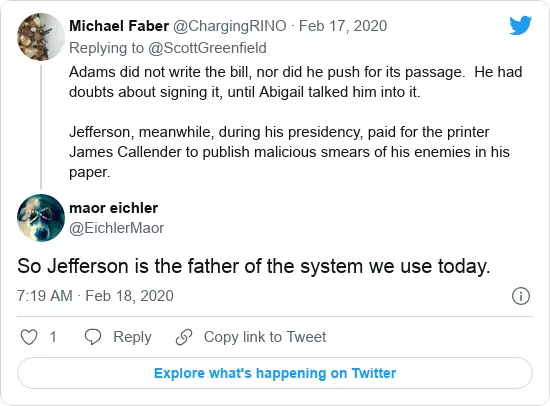 Michael Faber @ChargingRINO · Feb 17, 2020
Replying to @ScottGreenfield
Adams did not write the bill, nor did he push for its passage.  He had
doubts about signing it, until Abigail talked him into it.
Jefferson, meanwhile, during his presidency, paid for the printer
James Callender to publish malicious smears of his enemies in his
paper.
maor eichler
@EichlerMaor
So Jefferson is the father of the system we use today.
7:19 AM · Feb 18, 2020
1 Reply Copy link to Tweet
Explore what's happening on Twitter